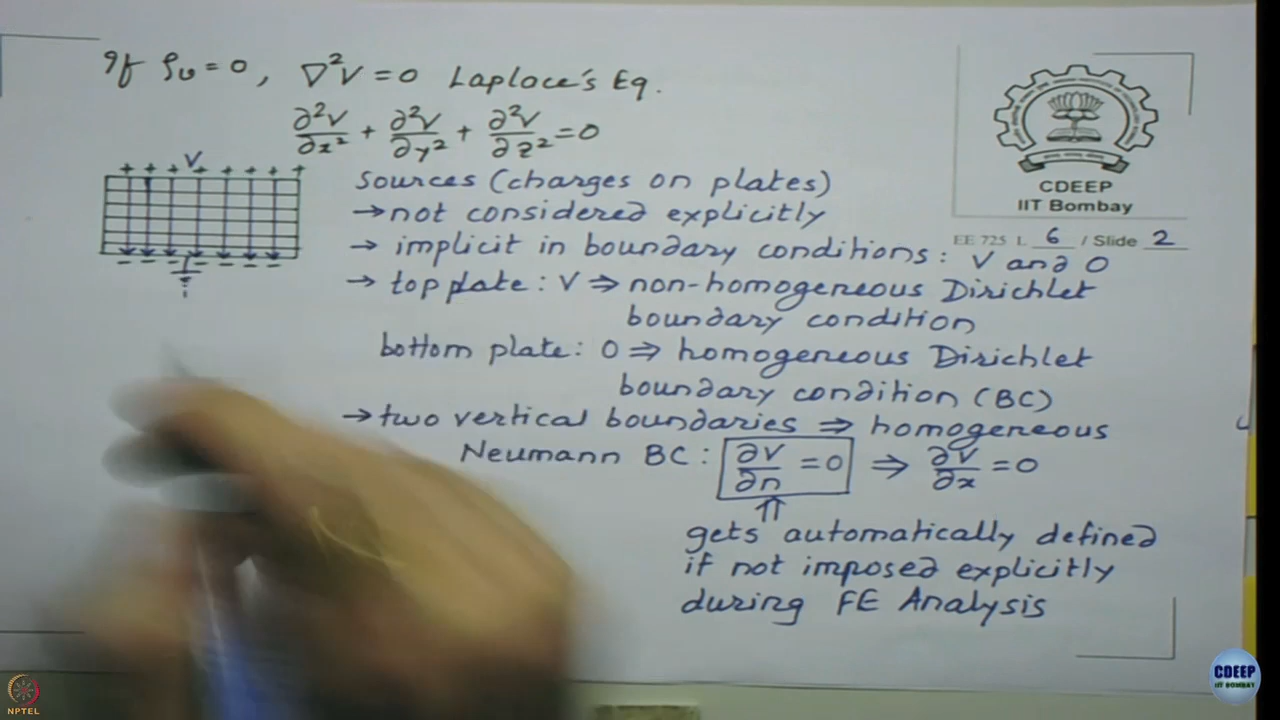 If ρᵥ = 0, ∇²V = 0 Laplace's Eq.
∂²V/∂x² + ∂²V/∂y² + ∂²V/∂z² = 0
V
+ + + + + + + +
- - - - - - - -
sources (charges on plates)
→ not considered explicitly
→ implicit in boundary conditions: V and 0
→ top plate: V ⇒ non-homogeneous Dirichlet
boundary condition
bottom plate: 0 ⇒ homogeneous Dirichlet
boundary condition (BC)
→ two vertical boundaries ⇒ homogeneous
Neumann BC: ∂V/∂n = 0 ⇒ ∂V/∂x = 0
⇑
gets automatically defined
if not imposed explicitly
during FE Analysis
CDEEP
IIT Bombay
EE 725 L 6 / Slide 2
NPTEL
CDEEP
IIT BOMBAY